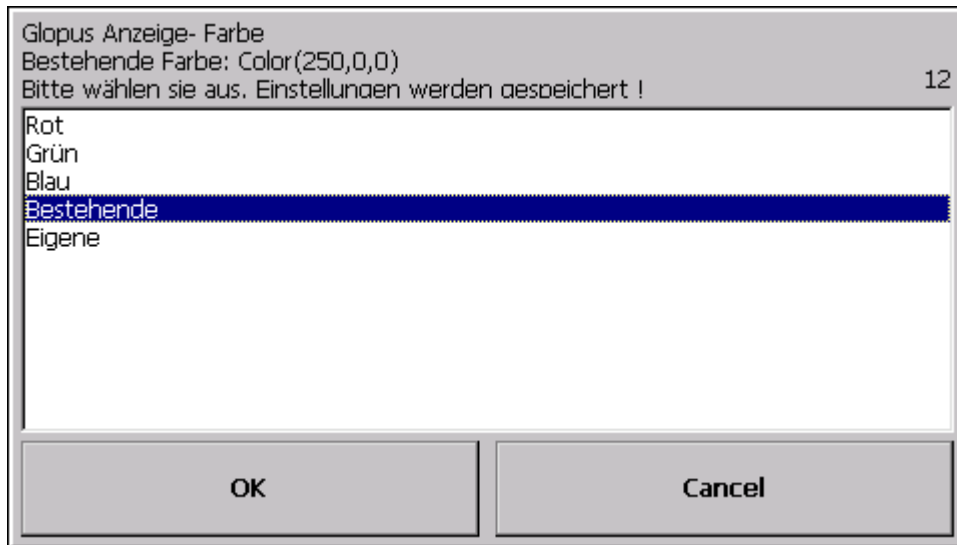 Glopus Anzeige- Farbe
Bestehende Farbe: Color(250,0,0)
Bitte wählen sie aus. Einstellungen werden gespeichert !
12
Rot
Grün
Blau
Bestehende
Eigene
OK
Cancel